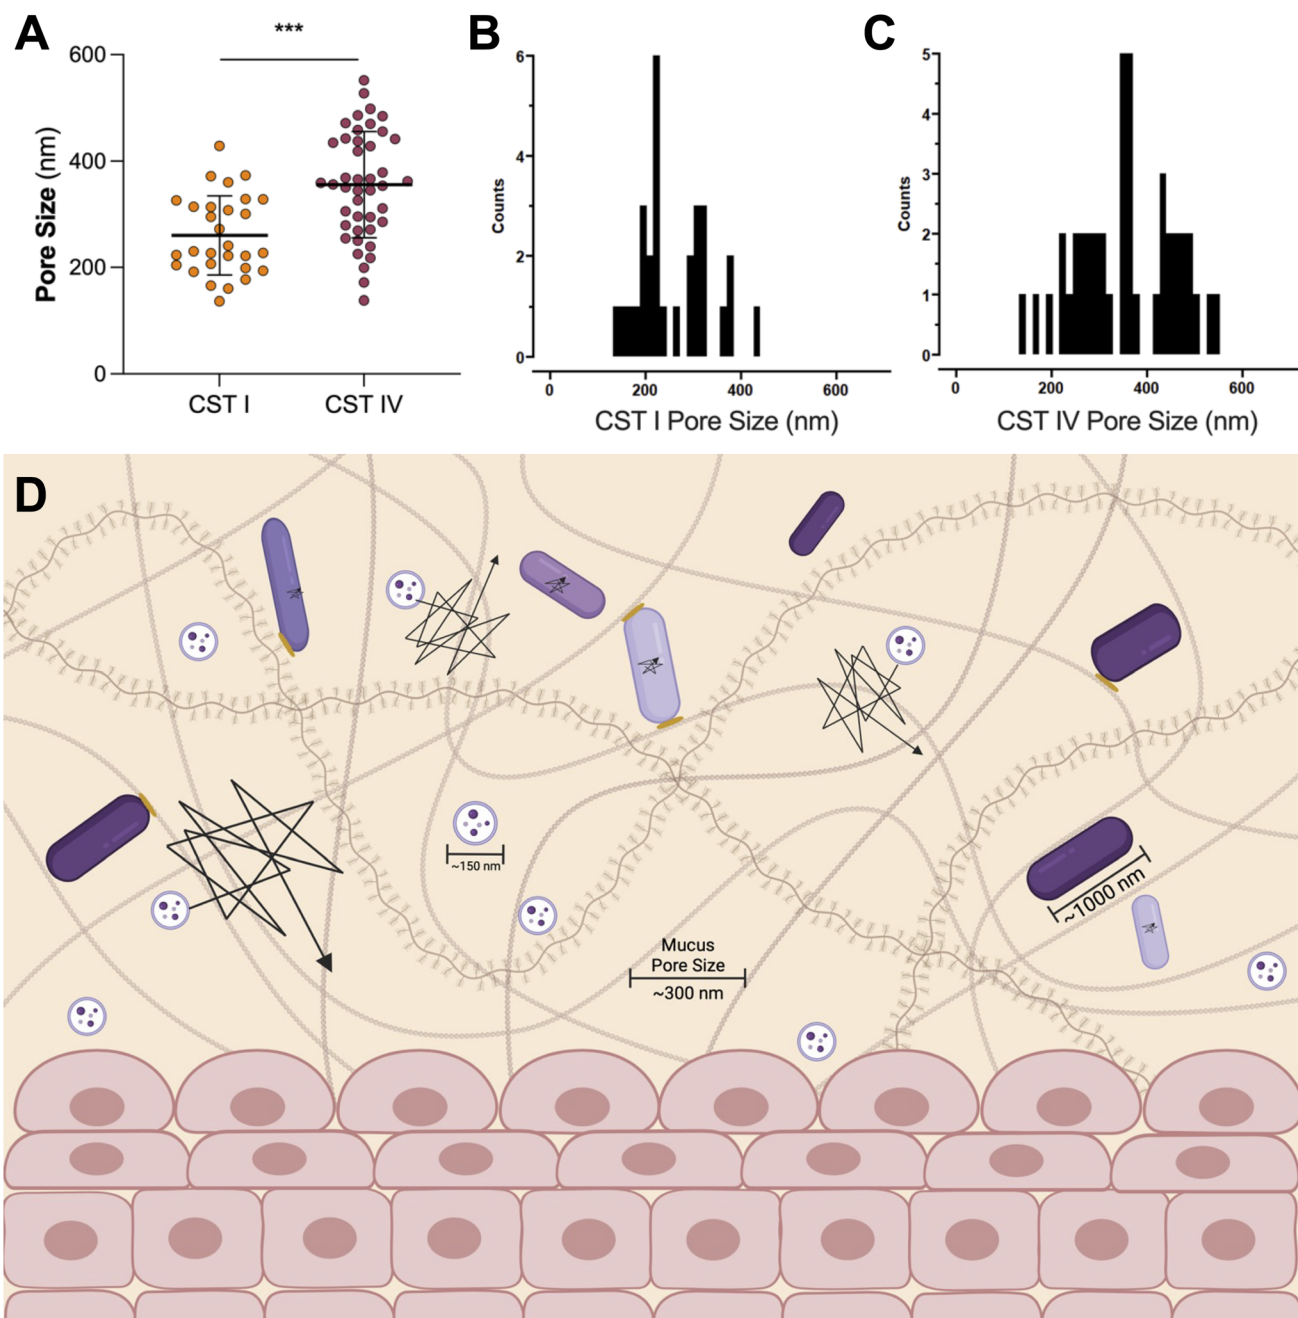 A
***
600
400
200
0
Pore Size (nm)
CST I
CST IV
B
6
4
2
0
Counts
0
200
400
600
CST I Pore Size (nm)
C
5
4
3
2
1
0
Counts
0
200
400
600
CST IV Pore Size (nm)
D
~150 nm
~1000 nm
Mucus
Pore Size
~300 nm